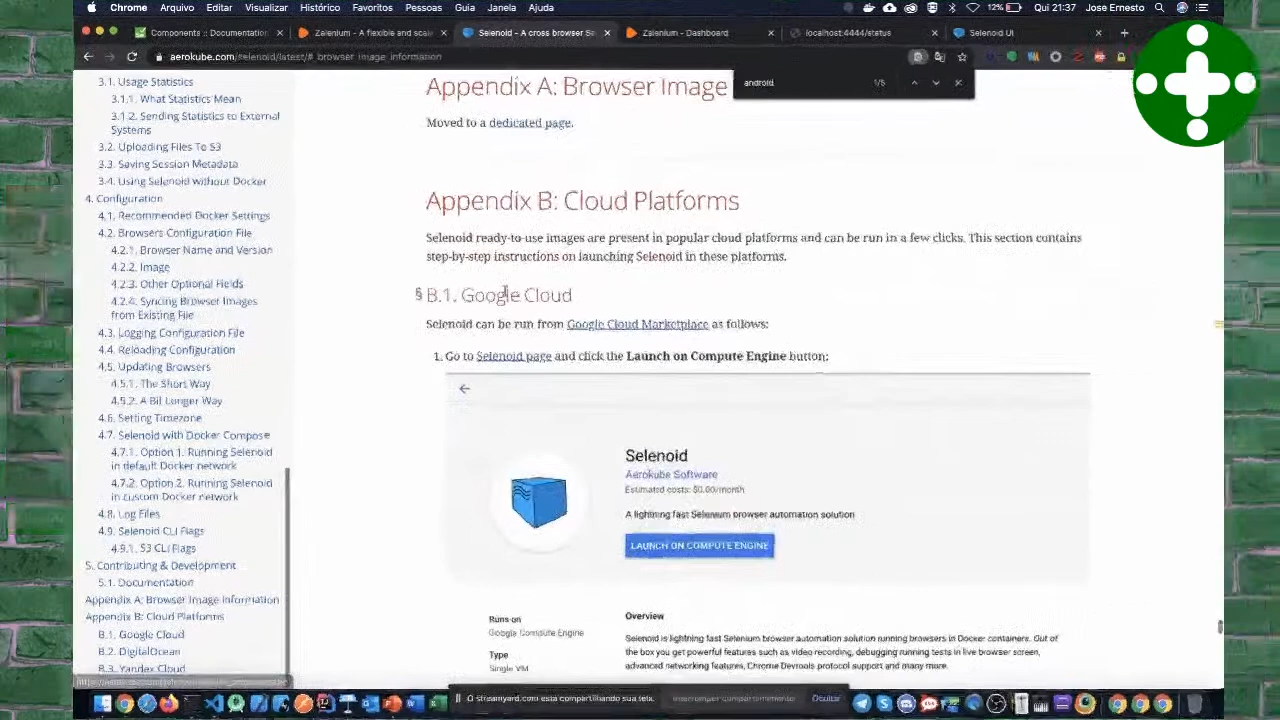 Chrome Arquivo Editar Visualizar Histórico Favoritos Pessoas Guia Janela Ajuda 12% Qui 21:37 Jose Ernesto
Components :: Documentation
Zalenium - A flexible and scale
Selenoid - A cross browser Se
Zalenium - Dashboard
localhost:4444/status
Selenoid UI
aerokube.com/selenoid/latest/#_browser_image_information
android 1/5
3.1. Usage Statistics
3.1.1. What Statistics Mean
3.1.2. Sending Statistics to External
Systems
3.2. Uploading Files To S3
3.3. Saving Session Metadata
3.4. Using Selenoid without Docker
4. Configuration
4.1. Recommended Docker Settings
4.2. Browsers Configuration File
4.2.1. Browser Name and Version
4.2.2. Image
4.2.3. Other Optional Fields
4.2.4. Syncing Browser Images
from Existing File
4.3. Logging Configuration File
4.4. Reloading Configuration
4.5. Updating Browsers
4.5.1. The Short Way
4.5.2. A Bit Longer Way
4.6. Setting Timezone
4.7. Selenoid with Docker Compose
4.7.1. Option 1. Running Selenoid
in default Docker network
4.7.2. Option 2. Running Selenoid
in custom Docker network
4.8. Log Files
4.9. Selenoid CLI Flags
4.9.1. S3 CLI Flags
5. Contributing & Development
5.1. Documentation
Appendix A: Browser Image Information
Appendix B: Cloud Platforms
B.1. Google Cloud
B.2. DigitalOcean
B.3. Yandex Cloud
Appendix A: Browser Image
Moved to a dedicated page.
Appendix B: Cloud Platforms
Selenoid ready-to-use images are present in popular cloud platforms and can be run in a few clicks. This section contains
step-by-step instructions on launching Selenoid in these platforms.
§ B.1. Google Cloud
Selenoid can be run from Google Cloud Marketplace as follows:
1. Go to Selenoid page and click the Launch on Compute Engine button:
Selenoid
Aerokube Software
Estimated costs: $0.00/month
A lightning fast Selenium browser automation solution
LAUNCH ON COMPUTE ENGINE
Runs on
Google Compute Engine
Type
Single VM
Overview
Selenoid is lightning fast Selenium browser automation solution running browsers in Docker containers. Out of
the box you get powerful features such as video recording, debugging running tests in live browser screen,
advanced networking features, Chrome Devtools protocol support and many more.
O streamyard.com está compartilhando sua tela. Interromper compartilhamento Ocultar